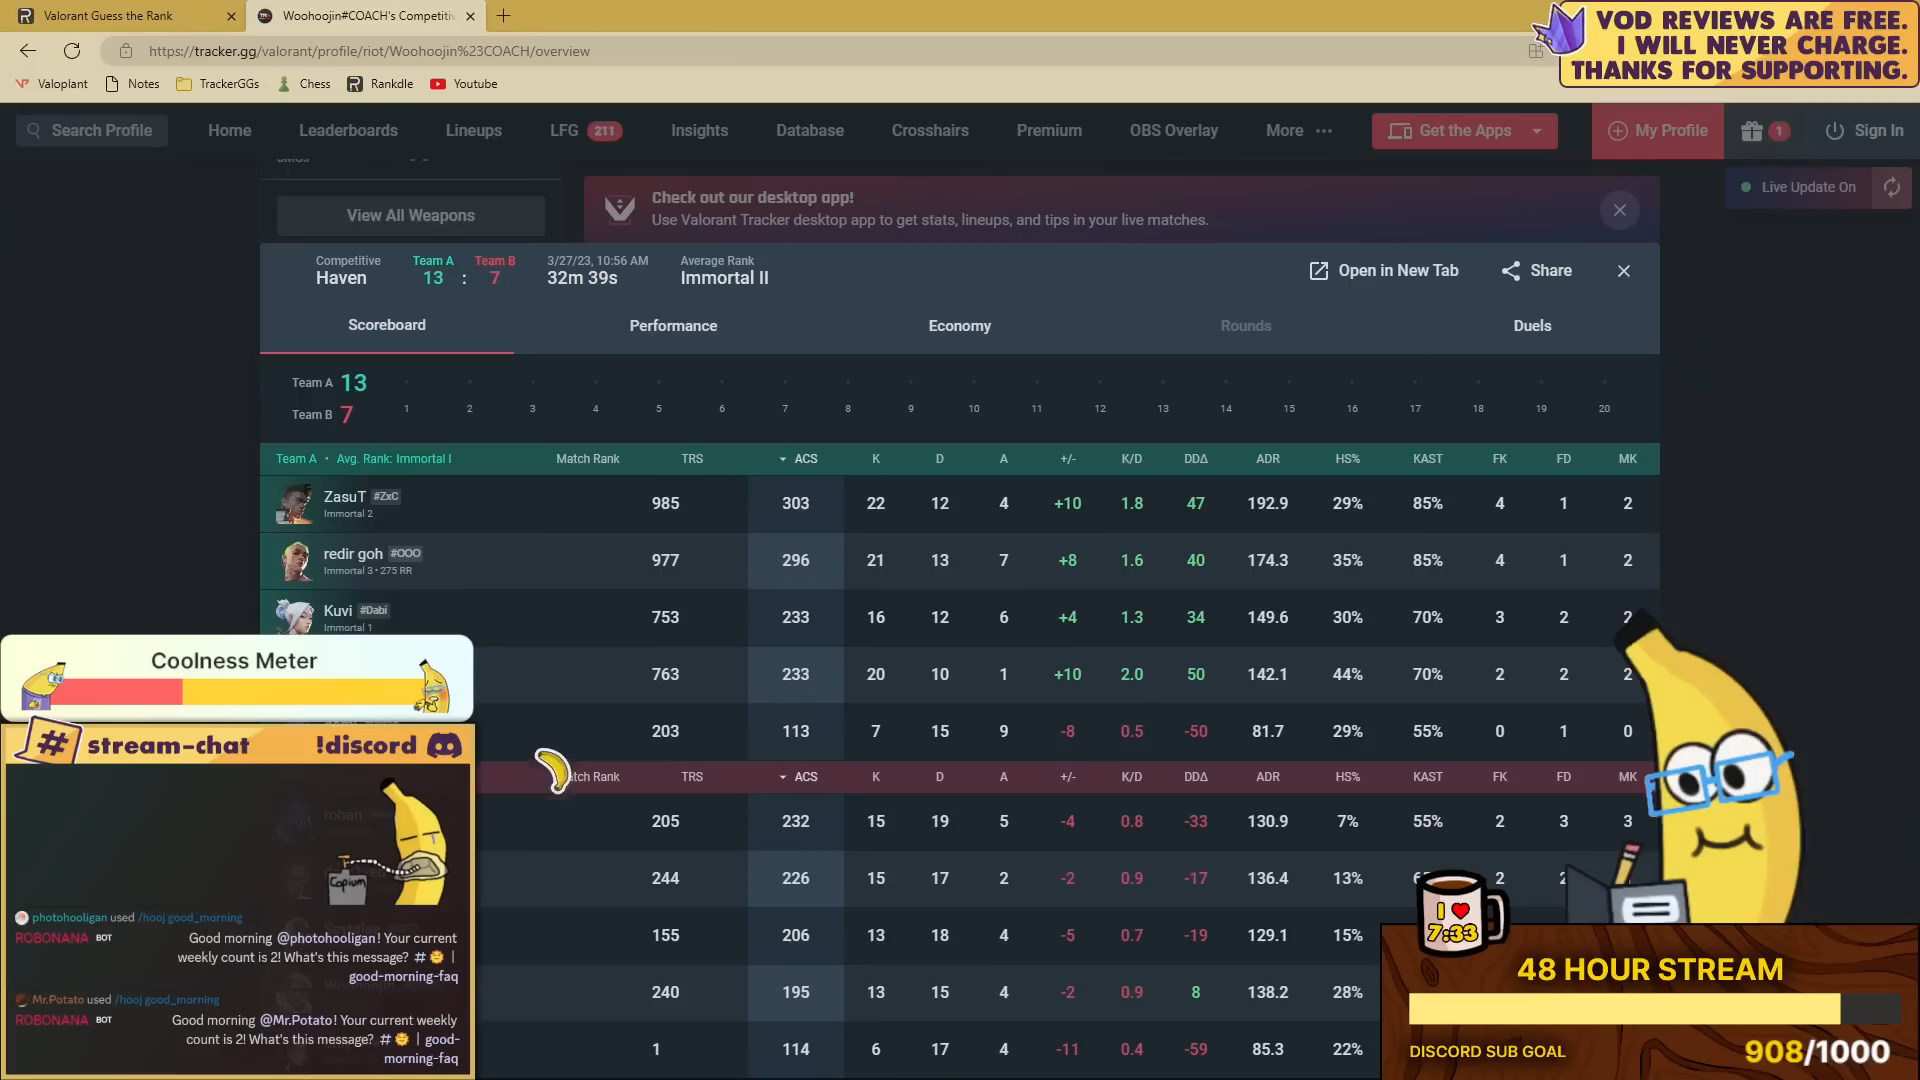 Valorant Guess the Rank
Woohoojin#COACH's Competitiv
https://tracker.gg/valorant/profile/riot/Woohoojin%23COACH/overview
Valoplant Notes TrackerGGs Chess Rankdle Youtube
VOD REVIEWS ARE FREE.
I WILL NEVER CHARGE.
THANKS FOR SUPPORTING.
Search Profile Home Leaderboards Lineups LFG 211 Insights Database Crosshairs Premium OBS Overlay More Get the Apps My Profile 1 Sign In
Live Update On
View All Weapons
Check out our desktop app!
Use Valorant Tracker desktop app to get stats, lineups, and tips in your live matches.
Competitive Team A Team B 3/27/23, 10:56 AM Average Rank
Haven 13 : 7 32m 39s Immortal II
Open in New Tab Share
Scoreboard Performance Economy Rounds Duels
Team A 13
Team B 7 1 2 3 4 5 6 7 8 9 10 11 12 13 14 15 16 17 18 19 20
Team A • Avg. Rank: Immortal I Match Rank TRS ACS K D A +/- K/D DDΔ ADR HS% KAST FK FD MK
ZasuT #ZxC
Immortal 2
985 303 22 12 4 +10 1.8 47 192.9 29% 85% 4 1 2
redir goh #OOO
Immortal 3 • 275 RR
977 296 21 13 7 +8 1.6 40 174.3 35% 85% 4 1 2
Kuvi #Dabi
Immortal 1
753 233 16 12 6 +4 1.3 34 149.6 30% 70% 3 2 2
763 233 20 10 1 +10 2.0 50 142.1 44% 70% 2 2 2
203 113 7 15 9 -8 0.5 -50 81.7 29% 55% 0 1 0
tch Rank TRS ACS K D A +/- K/D DDΔ ADR HS% KAST FK FD MK
rohan
205 232 15 19 5 -4 0.8 -33 130.9 7% 55% 2 3 3
244 226 15 17 2 -2 0.9 -17 136.4 13% 6 2 2
155 206 13 18 4 -5 0.7 -19 129.1 15%
240 195 13 15 4 -2 0.9 8 138.2 28%
1 114 6 17 4 -11 0.4 -59 85.3 22%
Coolness Meter
# stream-chat !discord
Copium
photohooligan used /hooj good_morning
ROBONANA BOT Good morning @photohooligan! Your current
weekly count is 2! What's this message? # 🌞 |
good-morning-faq
Mr.Potato used /hooj good_morning
ROBONANA BOT Good morning @Mr.Potato! Your current weekly
count is 2! What's this message? # 🌞 | good-
morning-faq
I ❤
7:33
48 HOUR STREAM
DISCORD SUB GOAL 908/1000